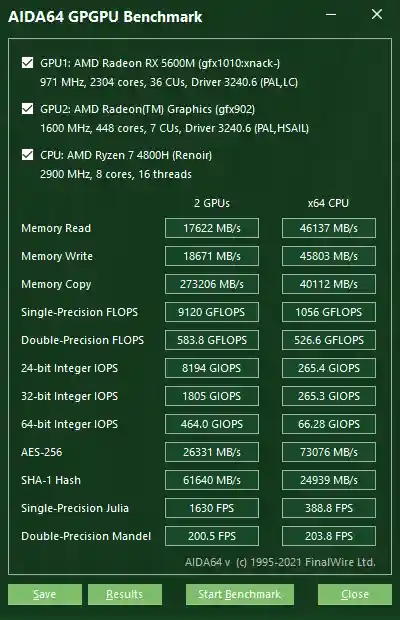 AIDA64 GPGPU Benchmark
GPU1: AMD Radeon RX 5600M (gfx1010:xnack-)
971 MHz, 2304 cores, 36 CUs, Driver 3240.6 (PAL,LC)
GPU2: AMD Radeon(TM) Graphics (gfx902)
1600 MHz, 448 cores, 7 CUs, Driver 3240.6 (PAL,HSAIL)
CPU: AMD Ryzen 7 4800H (Renoir)
2900 MHz, 8 cores, 16 threads
2 GPUs x64 CPU
Memory Read 17622 MB/s 46137 MB/s
Memory Write 18671 MB/s 45803 MB/s
Memory Copy 273206 MB/s 40112 MB/s
Single-Precision FLOPS 9120 GFLOPS 1056 GFLOPS
Double-Precision FLOPS 583.8 GFLOPS 526.6 GFLOPS
24-bit Integer IOPS 8194 GIOPS 265.4 GIOPS
32-bit Integer IOPS 1805 GIOPS 265.3 GIOPS
64-bit Integer IOPS 464.0 GIOPS 66.28 GIOPS
AES-256 26331 MB/s 73076 MB/s
SHA-1 Hash 61640 MB/s 24939 MB/s
Single-Precision Julia 1630 FPS 388.8 FPS
Double-Precision Mandel 200.5 FPS 203.8 FPS
AIDA64 v (c) 1995-2021 FinalWire Ltd.
Save Results Start Benchmark Close